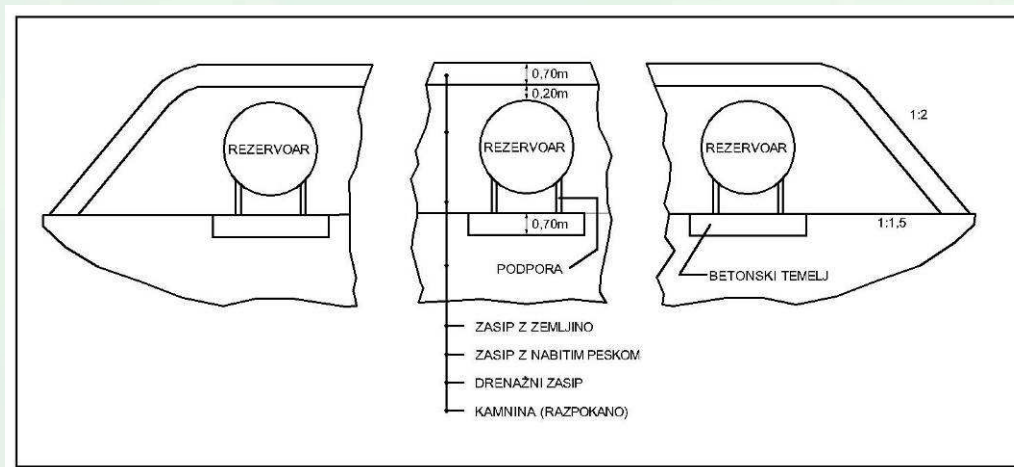 0,70m
0,20m
1:2
REZERVOAR
REZERVOAR
REZERVOAR
0,70m
1:1,5
PODPORA
BETONSKI TEMELJ
ZASIP Z ZEMLJINO
ZASIP Z NABITIM PESKOM
DRENAŽNI ZASIP
KAMNINA (RAZPOKANO)